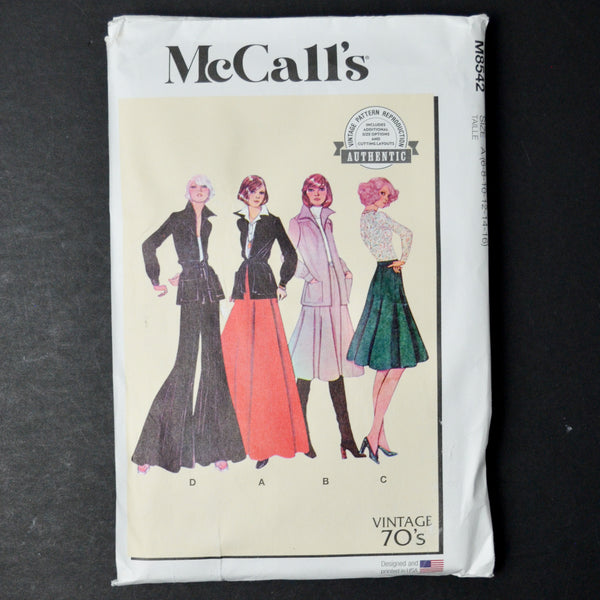 McCall's®
M8542
SIZE A(6-8-10-12-14-16)
TAILLE
VINTAGE PATTERN REPRODUCTION
INCLUDES
ADDITIONAL
SIZE OPTIONS
AND
CUTTING LAYOUTS
AUTHENTIC
D A B C
VINTAGE
70's
Designed and
printed in USA